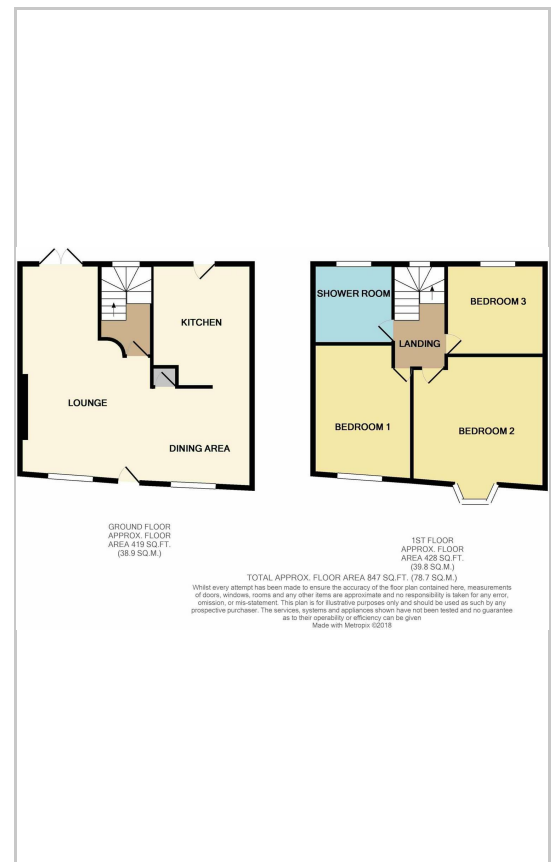 SHOWER ROOM
BEDROOM 3
KITCHEN
LANDING
LOUNGE
BEDROOM 1
BEDROOM 2
DINING AREA
GROUND FLOOR
APPROX. FLOOR
AREA 419 SQ.FT.
(38.9 SQ.M.)
1ST FLOOR
APPROX. FLOOR
AREA 428 SQ.FT.
(39.8 SQ.M.)
TOTAL APPROX. FLOOR AREA 847 SQ.FT. (78.7 SQ.M.)
Whilst every attempt has been made to ensure the accuracy of the floor plan contained here, measurements
of doors, windows, rooms and any other items are approximate and no responsibility is taken for any error,
omission, or mis-statement. This plan is for illustrative purposes only and should be used as such by any
prospective purchaser. The services, systems and appliances shown have not been tested and no guarantee
as to their operability or efficiency can be given
Made with Metropix ©2018